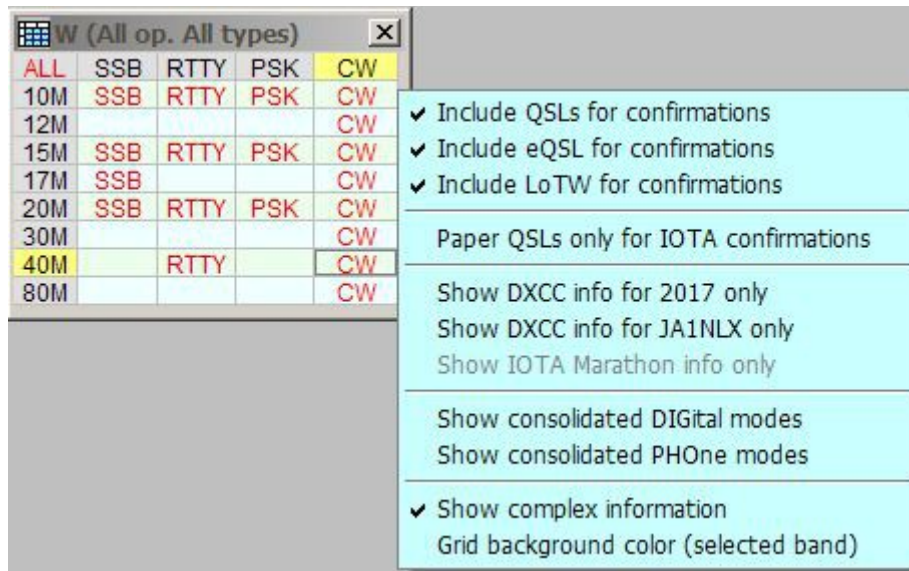 W (All op. All types)
ALL SSB RTTY PSK CW
10M SSB RTTY PSK CW
12M CW
15M SSB RTTY PSK CW
17M SSB CW
20M SSB RTTY PSK CW
30M CW
40M RTTY CW
80M CW
Include QSLs for confirmations
Include eQSL for confirmations
Include LoTW for confirmations
Paper QSLs only for IOTA confirmations
Show DXCC info for 2017 only
Show DXCC info for JA1NLX only
Show IOTA Marathon info only
Show consolidated DIGital modes
Show consolidated PHOne modes
Show complex information
Grid background color (selected band)